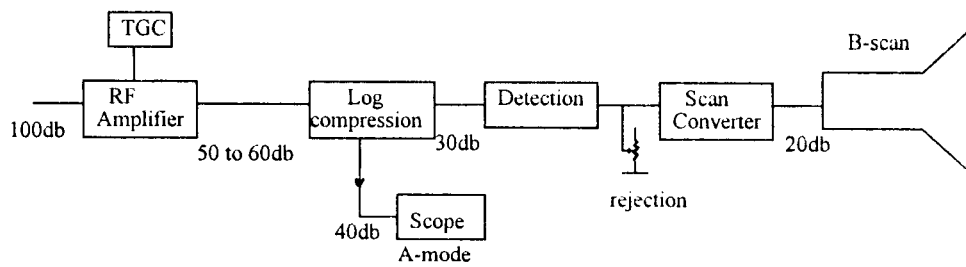 TGC
B-scan
RF
Amplifier
Log
compression
Detection
Scan
Converter
100db
50 to 60db
30db
20db
rejection
40db
Scope
A-mode